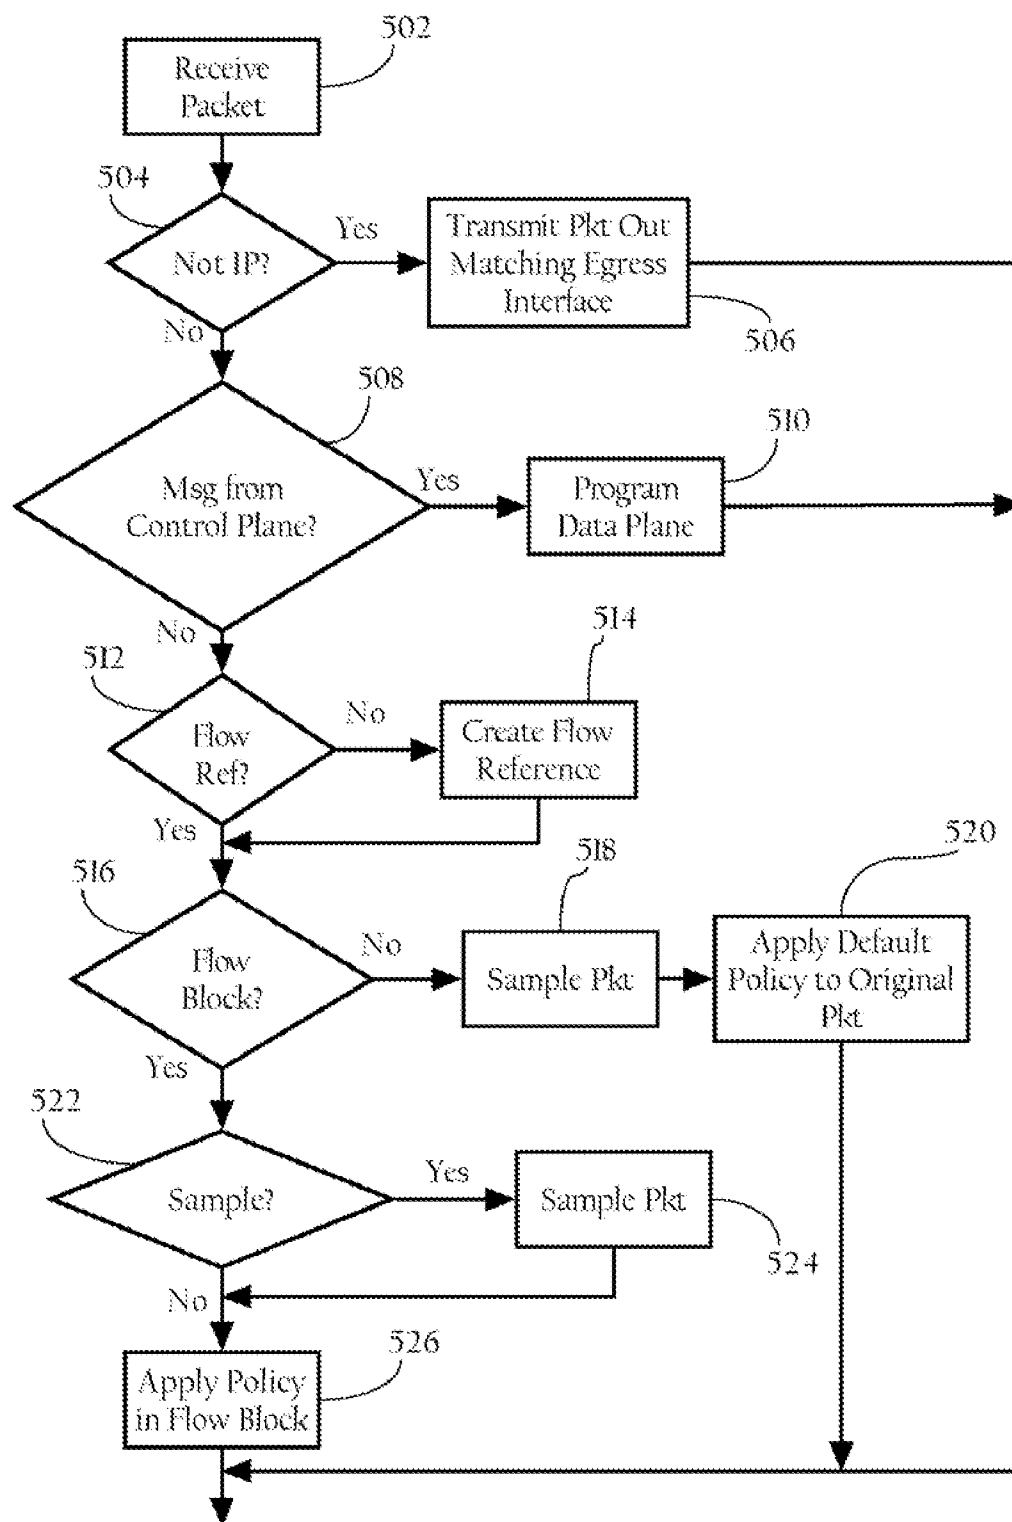 502
Receive
Packet
504
Not IP?
Yes
Transmit Pkt Out
Matching Egress
Interface
506
No
508
Msg from
Control Plane?
Yes
510
Program
Data Plane
No
512
Flow
Ref?
No
514
Create Flow
Reference
Yes
516
Flow
Block?
No
518
Sample Pkt
520
Apply Default
Policy to Original
Pkt
Yes
522
Sample?
Yes
Sample Pkt
524
No
526
Apply Policy
in Flow Block